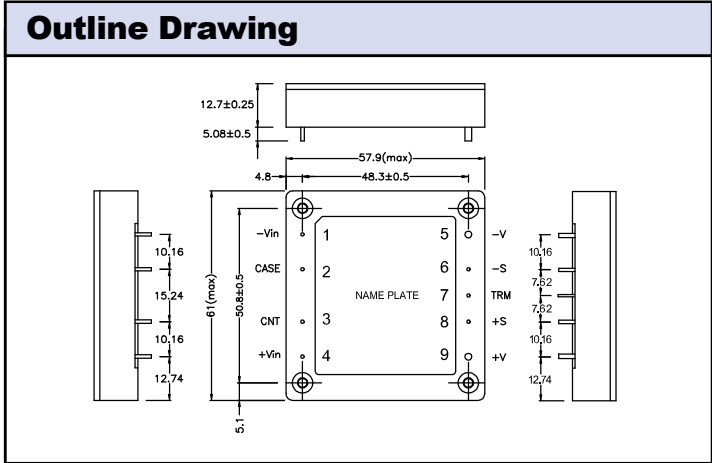 Outline Drawing
12.7±0.25
5.08±0.5
57.9(max)
4.8
48.3±0.5
-Vin
1
5
-V
10.16
10.16
CASE
2
6
-S
7.62
15.24
61(max)
50.8±0.5
NAME PLATE
7
TRM
7.62
CNT
3
8
+S
10.16
10.16
+Vin
4
9
+V
12.74
12.74
5.1